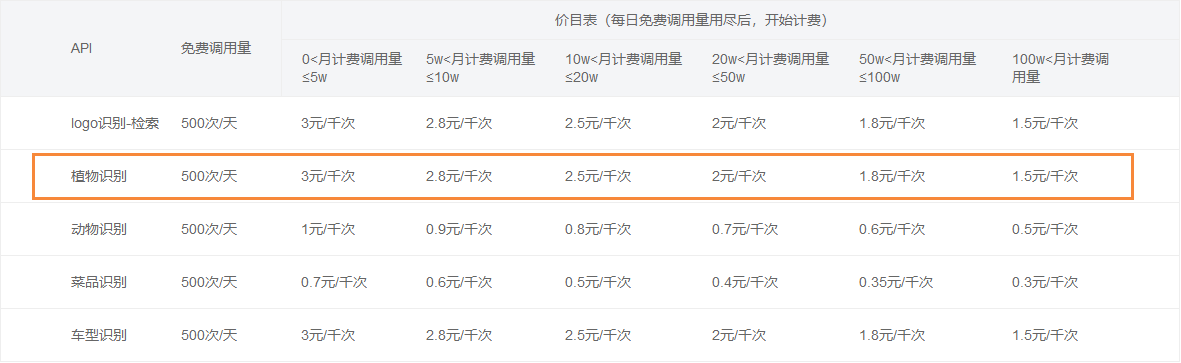 API
免费调用量
价目表（每日免费调用量用尽后，开始计费）
0<月计费调用量
≤5w
5w<月计费调用量
≤10w
10w<月计费调用量
≤20w
20w<月计费调用量
≤50w
50w<月计费调用量
≤100w
100w<月计费调
用量
logo识别-检索 500次/天 3元/千次 2.8元/千次 2.5元/千次 2元/千次 1.8元/千次 1.5元/千次
植物识别 500次/天 3元/千次 2.8元/千次 2.5元/千次 2元/千次 1.8元/千次 1.5元/千次
动物识别 500次/天 1元/千次 0.9元/千次 0.8元/千次 0.7元/千次 0.6元/千次 0.5元/千次
菜品识别 500次/天 0.7元/千次 0.6元/千次 0.5元/千次 0.4元/千次 0.35元/千次 0.3元/千次
车型识别 500次/天 3元/千次 2.8元/千次 2.5元/千次 2元/千次 1.8元/千次 1.5元/千次